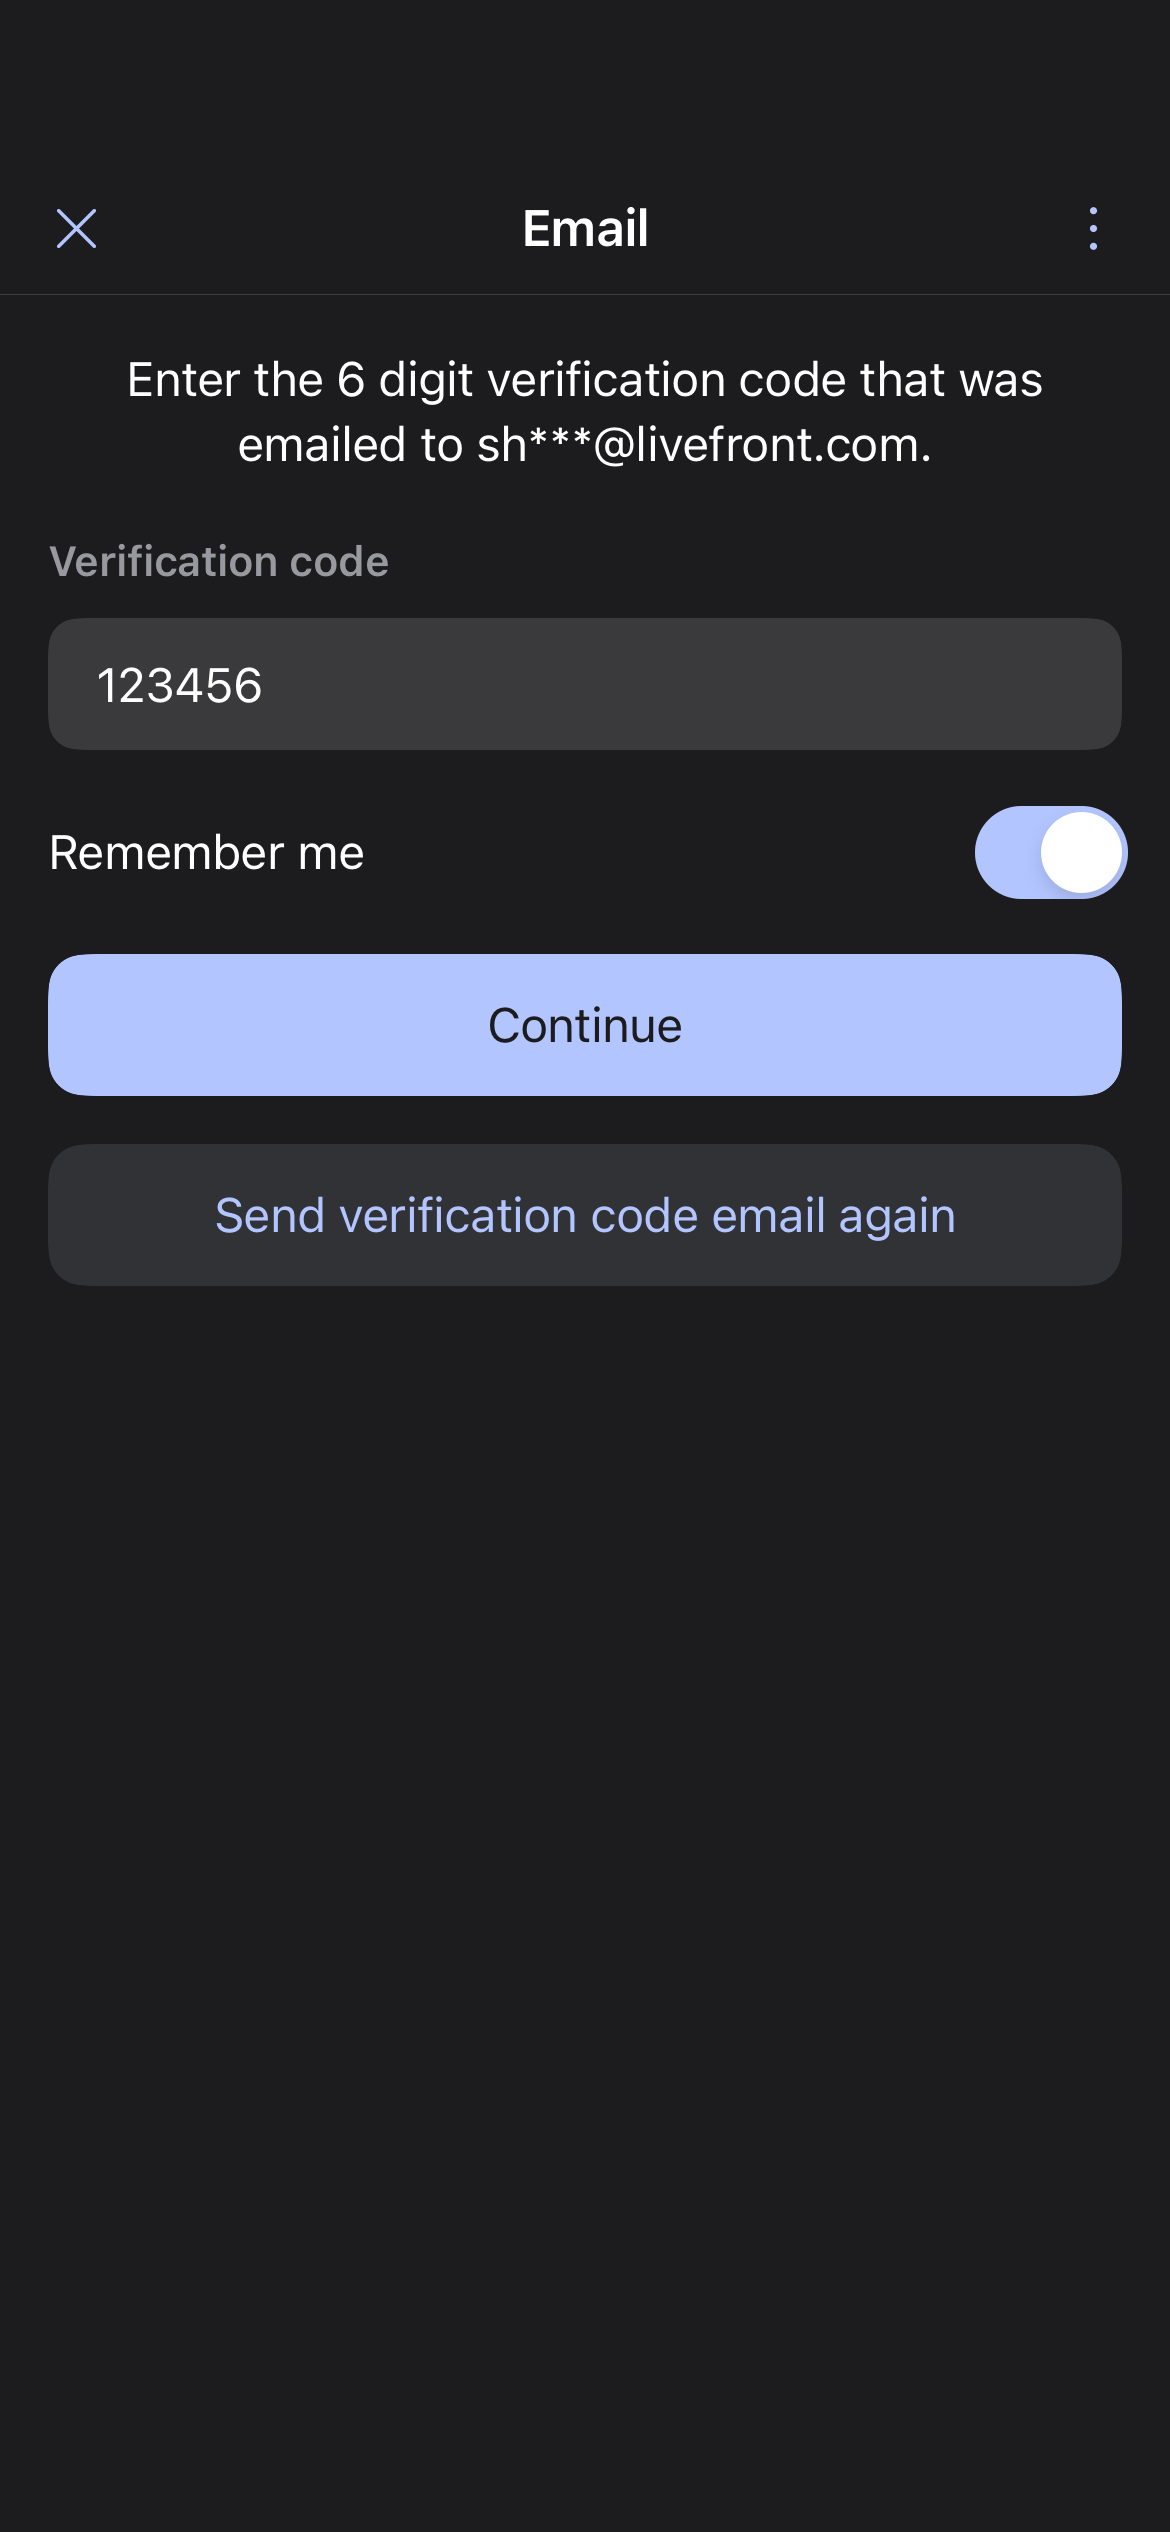 Email
Enter the 6 digit verification code that was
emailed to sh***@livefront.com.
Verification code
123456
Remember me
Continue
Send verification code email again